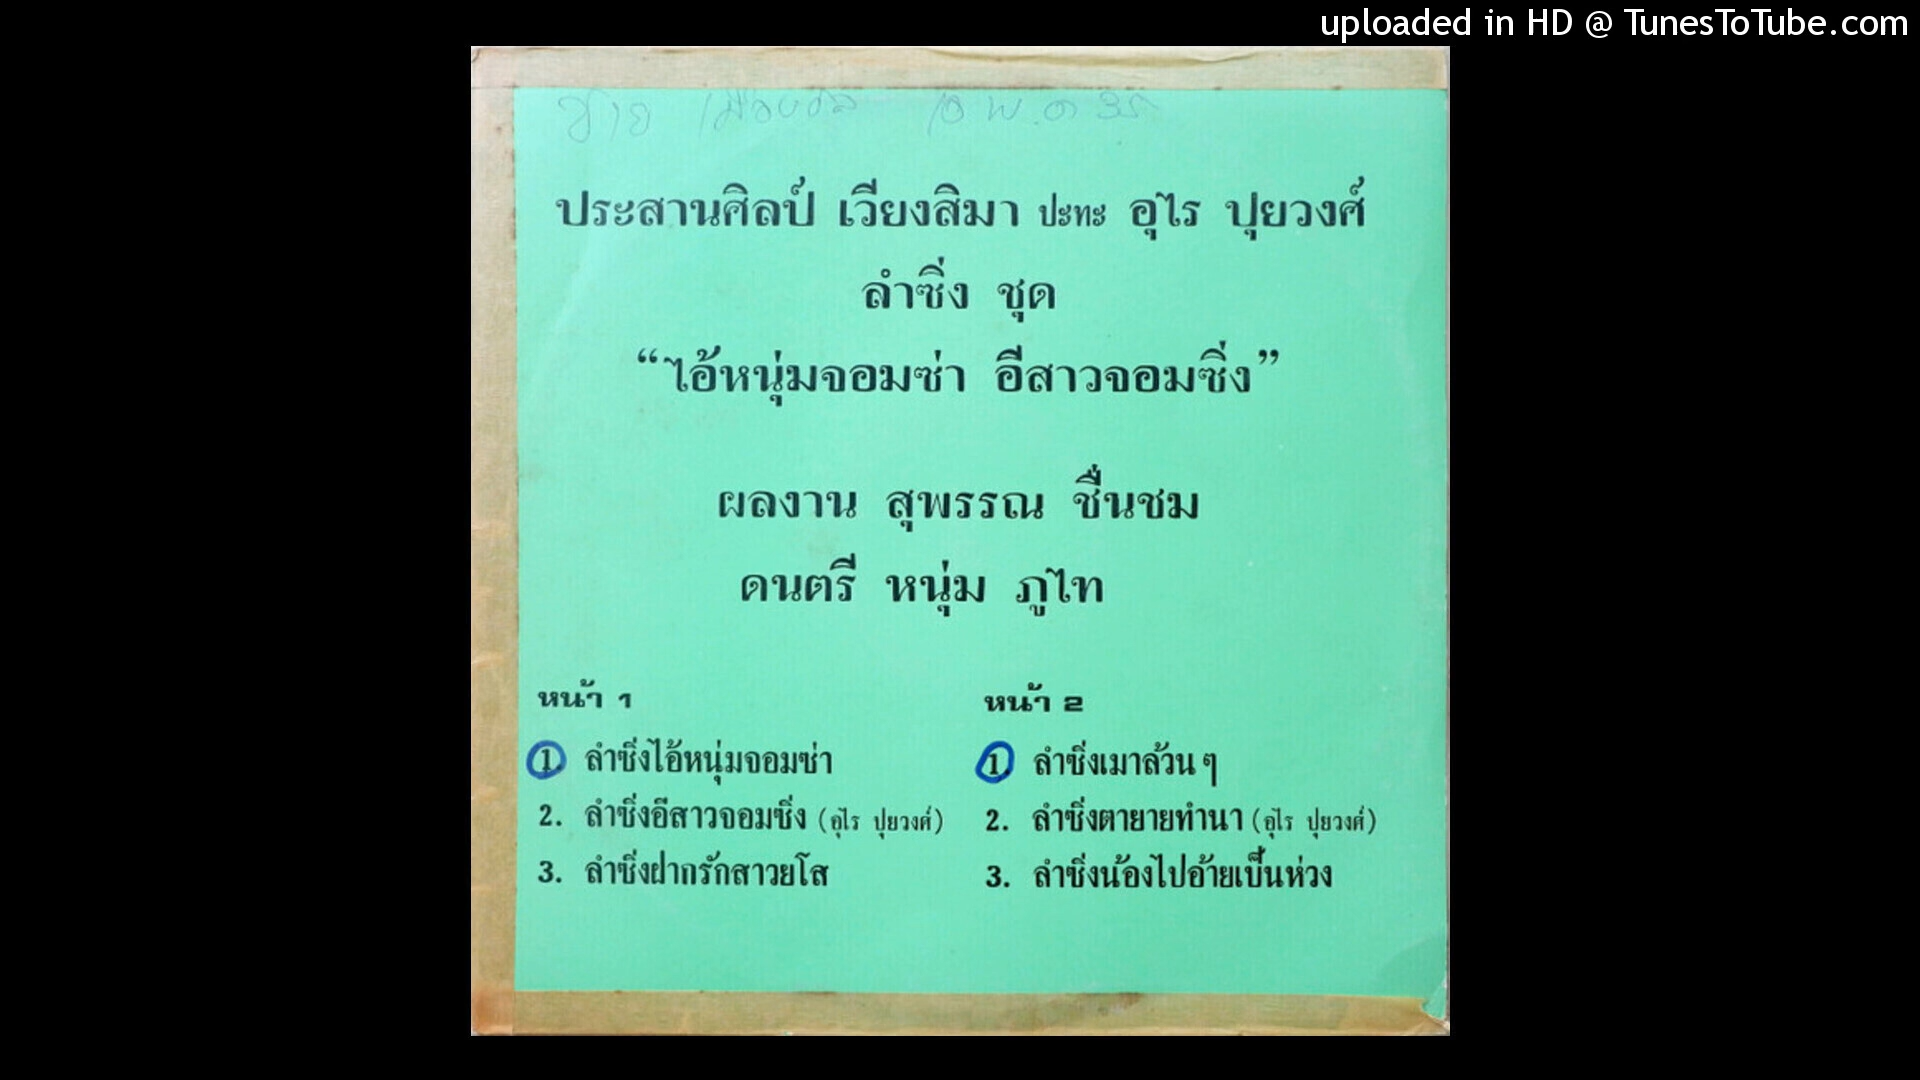 uploaded in HD @ TunesToTube.com
ประสานศิลป์ เวียงสิมา ปะทะ อุไร ปุยวงศ์
ลำซิ่ง ชุด
“ไอ้หนุ่มจอมซ่า อีสาวจอมซิ่ง”
ผลงาน สุพรรณ ชื่นชม
ดนตรี หนุ่ม ภูไท
หน้า 1
1. ลำซิ่งไอ้หนุ่มจอมซ่า
2. ลำซิ่งอีสาวจอมซิ่ง (อุไร ปุยวงศ์)
3. ลำซิ่งฝากรักสาวยโส
หน้า 2
1. ลำซิ่งเมาล้วน ๆ
2. ลำซิ่งตายายทำนา (อุไร ปุยวงศ์)
3. ลำซิ่งน้องไปอ้ายเบิ๊นห่วง